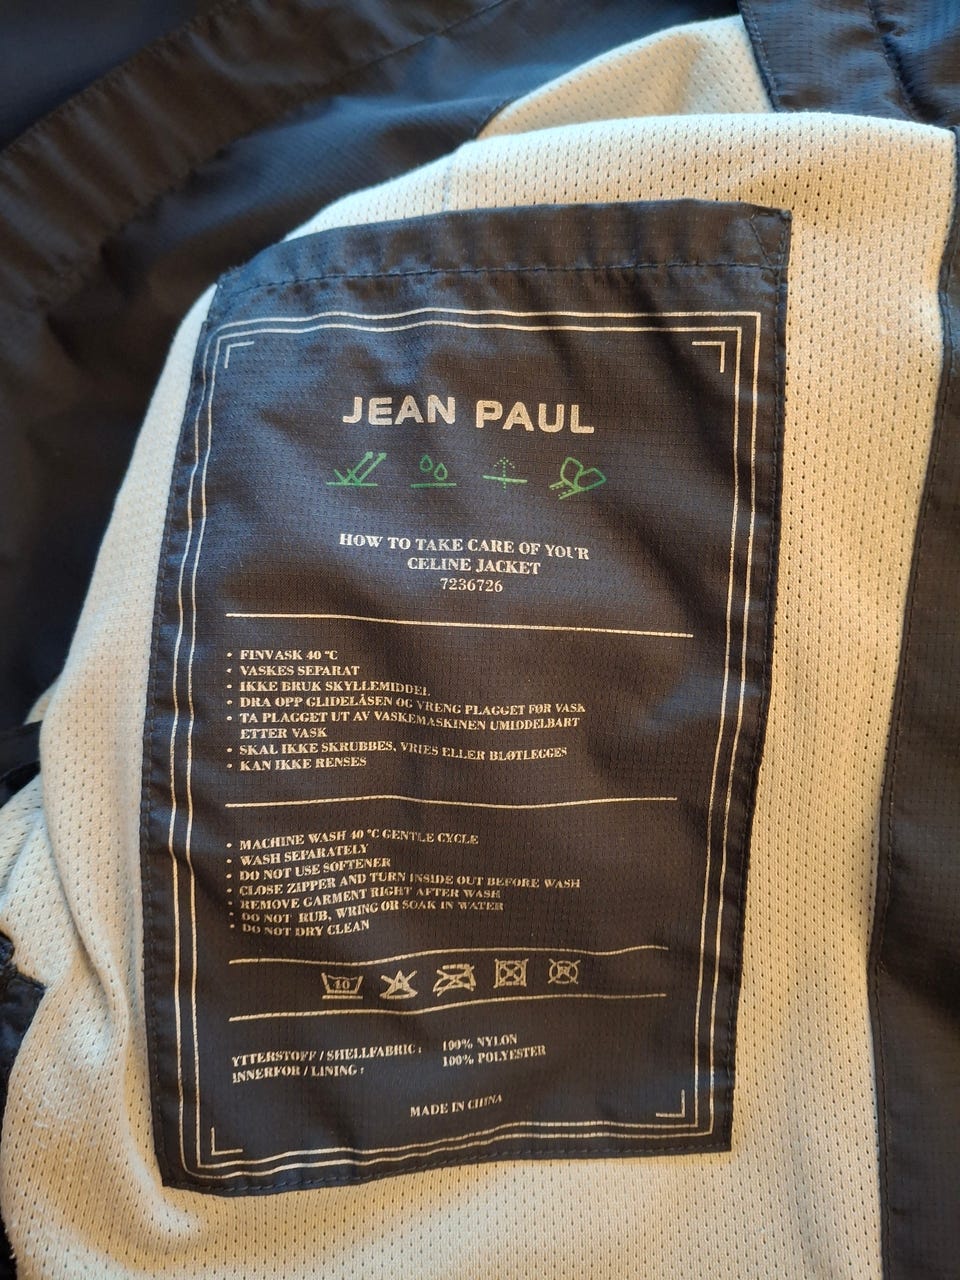 JEAN PAUL
HOW TO TAKE CARE OF YOUR
CELINE JACKET
7236726
• FINVASK 40 °C
• VASKES SEPARAT
• IKKE BRUK SKYLLEMIDDEL
• DRA OPP GLIDELÅSEN OG VRENG PLAGGET FØR VASK
• TA PLAGGET UT AV VASKEMASKINEN UMIDDELBART
ETTER VASK
• SKAL IKKE SKRUBBES, VRIES ELLER BLØTLEGGES
• KAN IKKE RENSES
• MACHINE WASH 40 °C GENTLE CYCLE
• WASH SEPARATELY
• DO NOT USE SOFTENER
• CLOSE ZIPPER AND TURN INSIDE OUT BEFORE WASH
• REMOVE GARMENT RIGHT AFTER WASH
• DO NOT RUB, WRING OR SOAK IN WATER
• DO NOT DRY CLEAN
40
YTTERSTOFF / SHELLFABRIC: 100% NYLON
INNERFOR / LINING: 100% POLYESTER
MADE IN CHINA